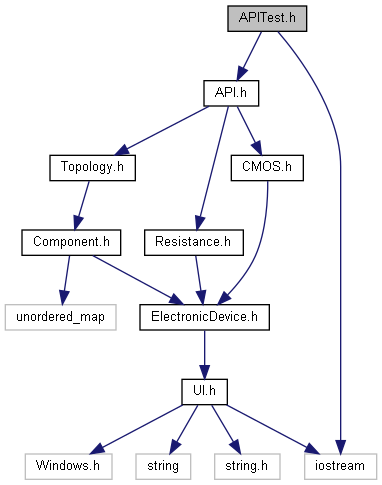 APITest.h
API.h
Topology.h
CMOS.h
Component.h
Resistance.h
unordered_map
ElectronicDevice.h
UI.h
Windows.h
string
string.h
iostream